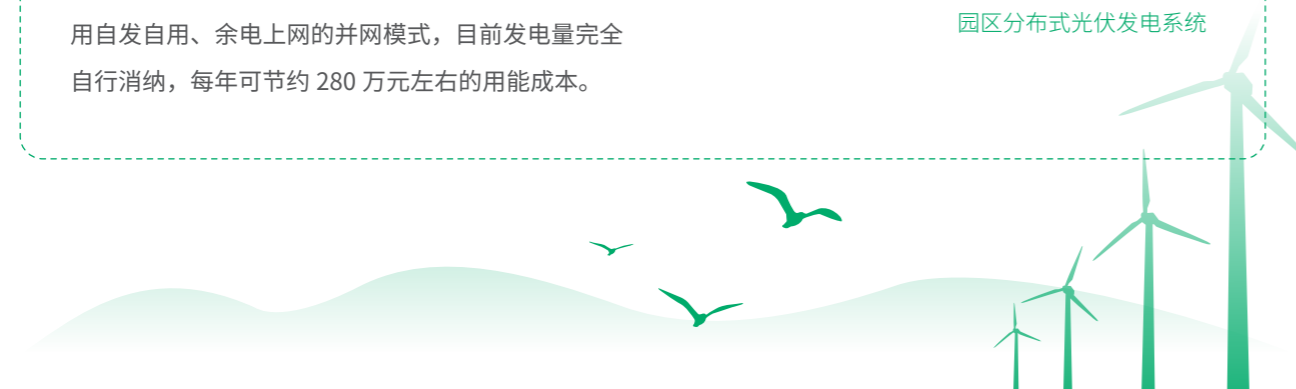 用自发自用、余电上网的并网模式，目前发电量完全
自行消纳，每年可节约 280 万元左右的用能成本。
园区分布式光伏发电系统